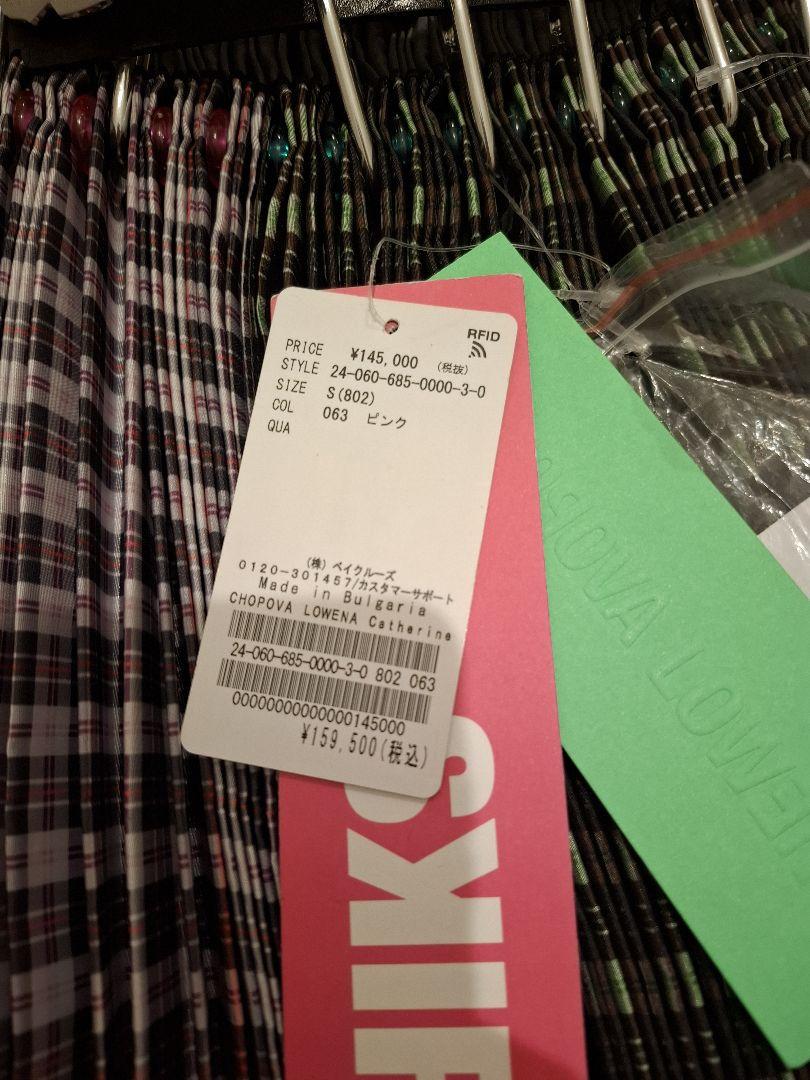 RFID
PRICE ¥145,000 (税抜)
STYLE 24-060-685-0000-3-0
SIZE S(802)
COL 063 ピンク
QUA
(株) ベイクルーズ
0120-301457/カスタマーサポート
Made in Bulgaria
CHOPOVA LOWENA Catherine
24-060-685-0000-3-0 802 063
00000000000000145000
¥159,500(税込)
HIKS
OPOVA LOWENA